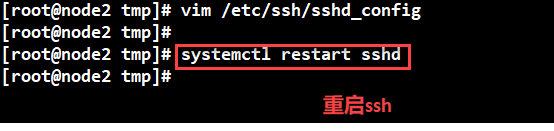 [root@node2 tmp]# vim /etc/ssh/sshd_config
[root@node2 tmp]#
[root@node2 tmp]# systemctl restart sshd
[root@node2 tmp]#
重启ssh